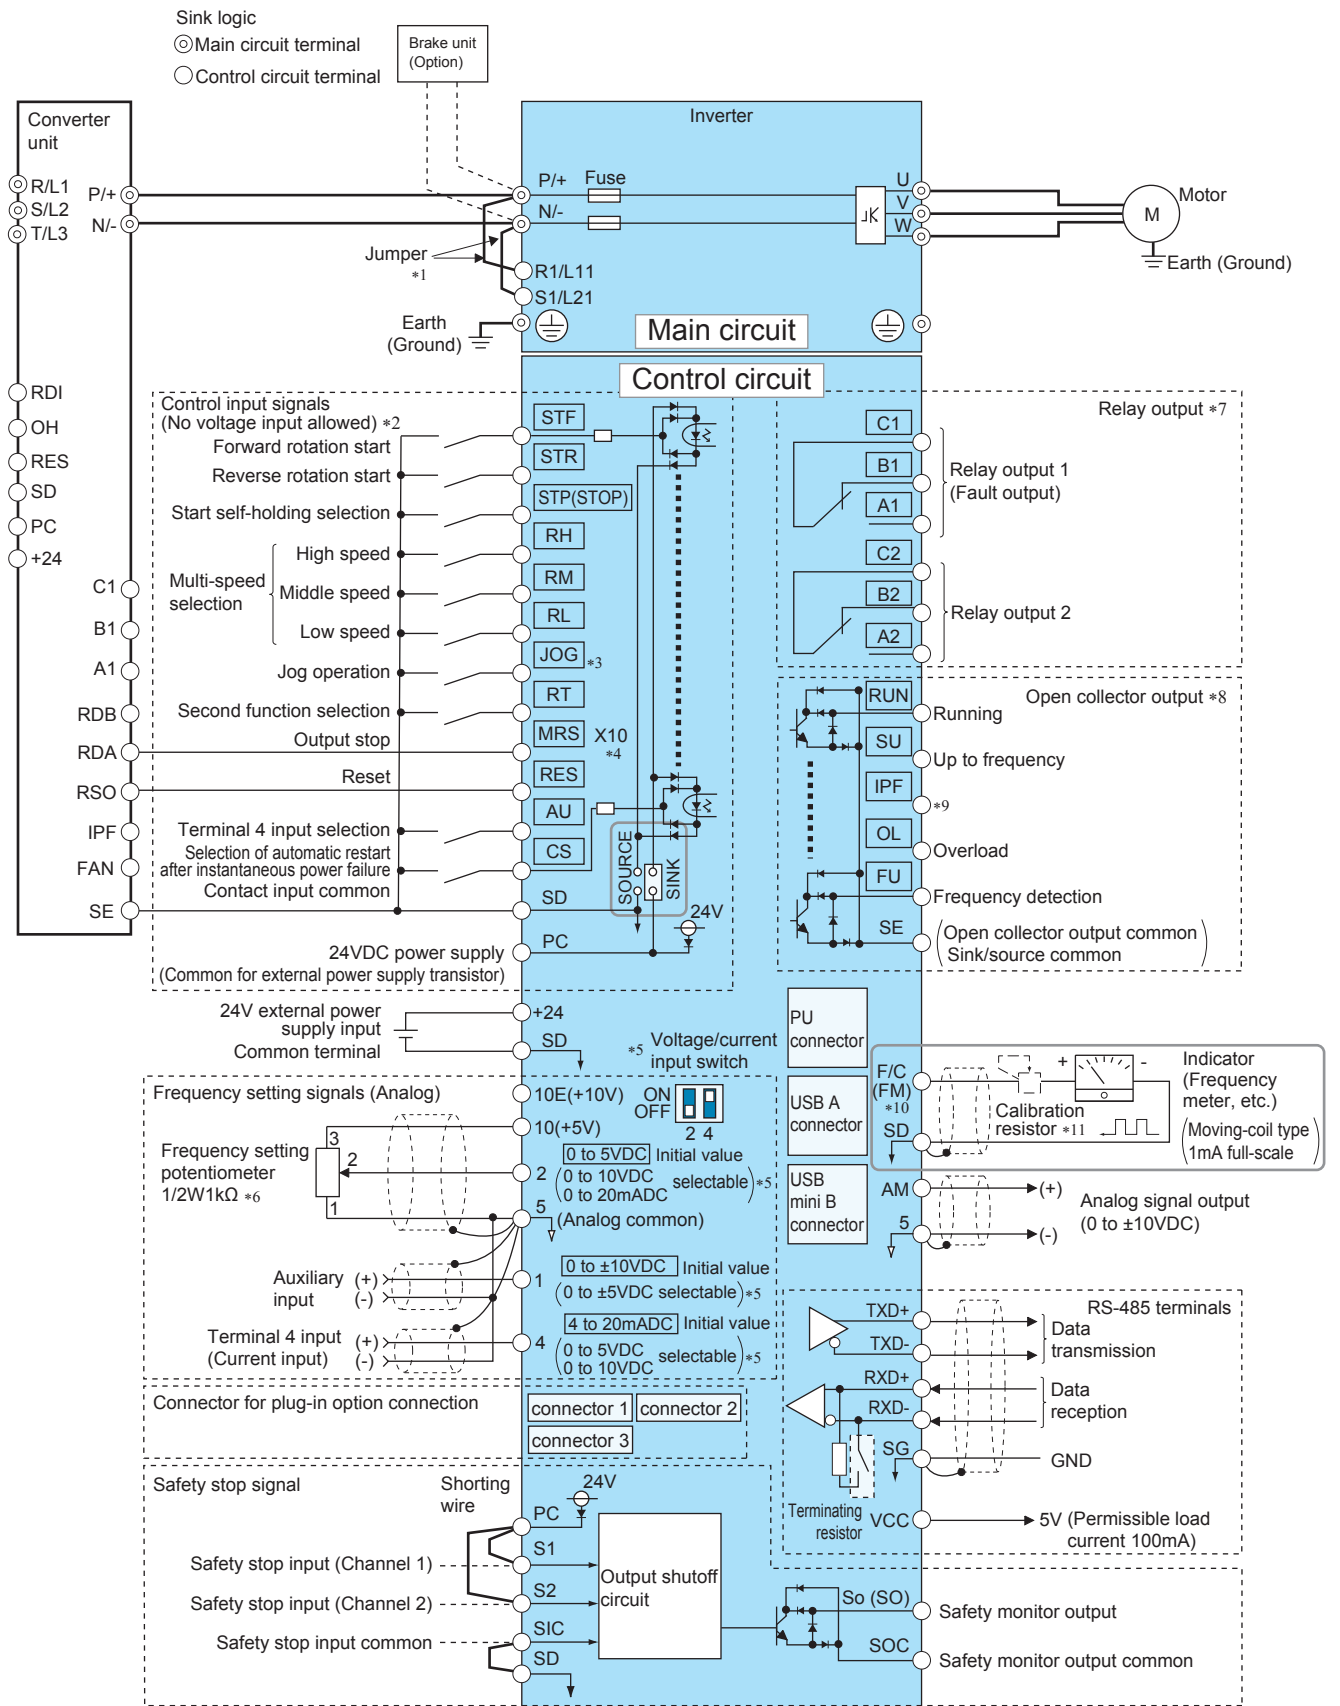 Sink logic
Main circuit terminal
Control circuit terminal
Brake unit
(Option)
Converter
unit
R/L1
S/L2
T/L3
P/+
N/-
Jumper
*1
Earth
(Ground)
Inverter
P/+
Fuse
N/-
R1/L11
S1/L21
U
V
W
Motor
M
Earth (Ground)
Main circuit
Control circuit
RDI
OH
RES
SD
PC
+24
C1
B1
A1
RDB
RDA
RSO
IPF
FAN
SE
Control input signals
(No voltage input allowed) *2
Forward rotation start
Reverse rotation start
Start self-holding selection
Multi-speed
selection
High speed
Middle speed
Low speed
Jog operation
Second function selection
Output stop
Reset
Terminal 4 input selection
Selection of automatic restart
after instantaneous power failure
Contact input common
24VDC power supply
(Common for external power supply transistor)
STF
STR
STP(STOP)
RH
RM
RL
JOG *3
RT
MRS X10
*4
RES
AU
CS
SD
PC
SOURCE
SINK
24V
Relay output *7
C1
B1
A1
Relay output 1
(Fault output)
C2
B2
A2
Relay output 2
Open collector output *8
RUN
Running
SU
Up to frequency
IPF
*9
OL
Overload
FU
Frequency detection
SE
(Open collector output common
Sink/source common)
24V external power
supply input
Common terminal
+24
SD
*5 Voltage/current
input switch
ON
OFF
2 4
PU
connector
USB A
connector
USB
mini B
connector
F/C
(FM)
*10
SD
+ -
Calibration
resistor *11
Indicator
(Frequency
meter, etc.)
(Moving-coil type
1mA full-scale)
AM
5
(+)
(-)
Analog signal output
(0 to ±10VDC)
Frequency setting signals (Analog)
Frequency setting
potentiometer
1/2W1kΩ *6
3
2
1
10E(+10V)
10(+5V)
2
0 to 5VDC Initial value
(0 to 10VDC
0 to 20mADC selectable) *5
5
(Analog common)
Auxiliary
input
(+)
(-)
1
0 to ±10VDC Initial value
(0 to ±5VDC selectable) *5
Terminal 4 input
(Current input)
(+)
(-)
4
4 to 20mADC Initial value
(0 to 5VDC
0 to 10VDC selectable) *5
Connector for plug-in option connection
connector 1
connector 2
connector 3
RS-485 terminals
TXD+
TXD-
Data
transmission
RXD+
RXD-
Data
reception
SG
GND
Terminating
resistor
VCC
5V (Permissible load
current 100mA)
Safety stop signal
Shorting
wire
24V
PC
S1
Safety stop input (Channel 1)
S2
Safety stop input (Channel 2)
SIC
Safety stop input common
SD
Output shutoff
circuit
So (SO)
Safety monitor output
SOC
Safety monitor output common